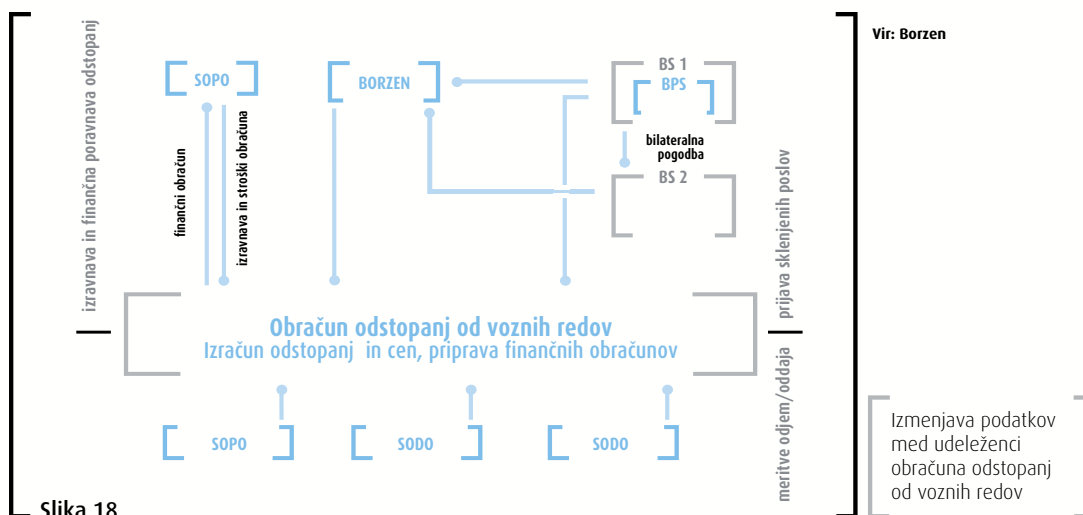 Vir: Borzen
izravnava in finančna poravnava odstopanj
SOPO
BORZEN
BS 1
BPS
bilateralna
pogodba
BS 2
finančni obračun
izravnava in stroški obračuna
prijava sklenjenih poslov
Obračun odstopanj od voznih redov
Izračun odstopanj in cen, priprava finančnih obračunov
meritve odjem/oddaja
SOPO
SODO
SODO
Izmenjava podatkov
med udeleženci
obračuna odstopanj
od voznih redov
Slika 18